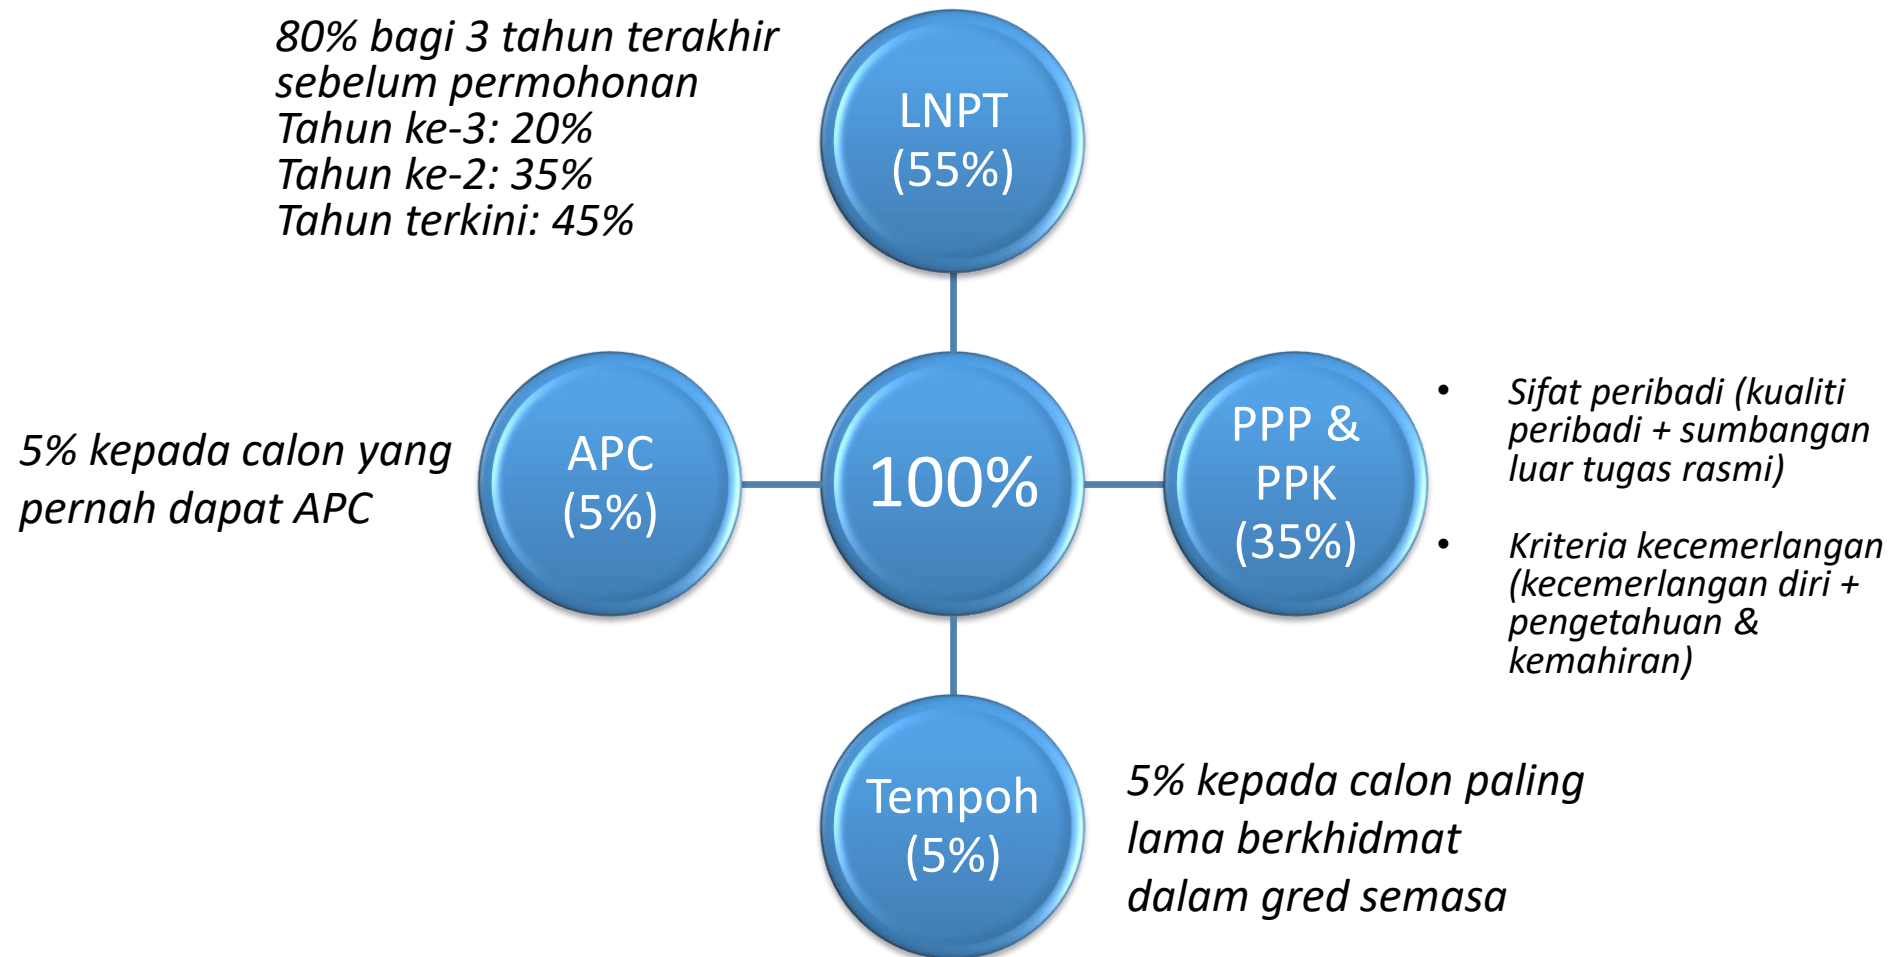 80% bagi 3 tahun terakhir
sebelum permohonan
Tahun ke-3: 20%
Tahun ke-2: 35%
Tahun terkini: 45%
LNPT
(55%)
5% kepada calon yang
pernah dapat APC
APC
(5%)
100%
PPP &
PPK
(35%)
• Sifat peribadi (kualiti
peribadi + sumbangan
luar tugas rasmi)
• Kriteria kecemerlangan
(kecemerlangan diri +
pengetahuan &
kemahiran)
Tempoh
(5%)
5% kepada calon paling
lama berkhidmat
dalam gred semasa